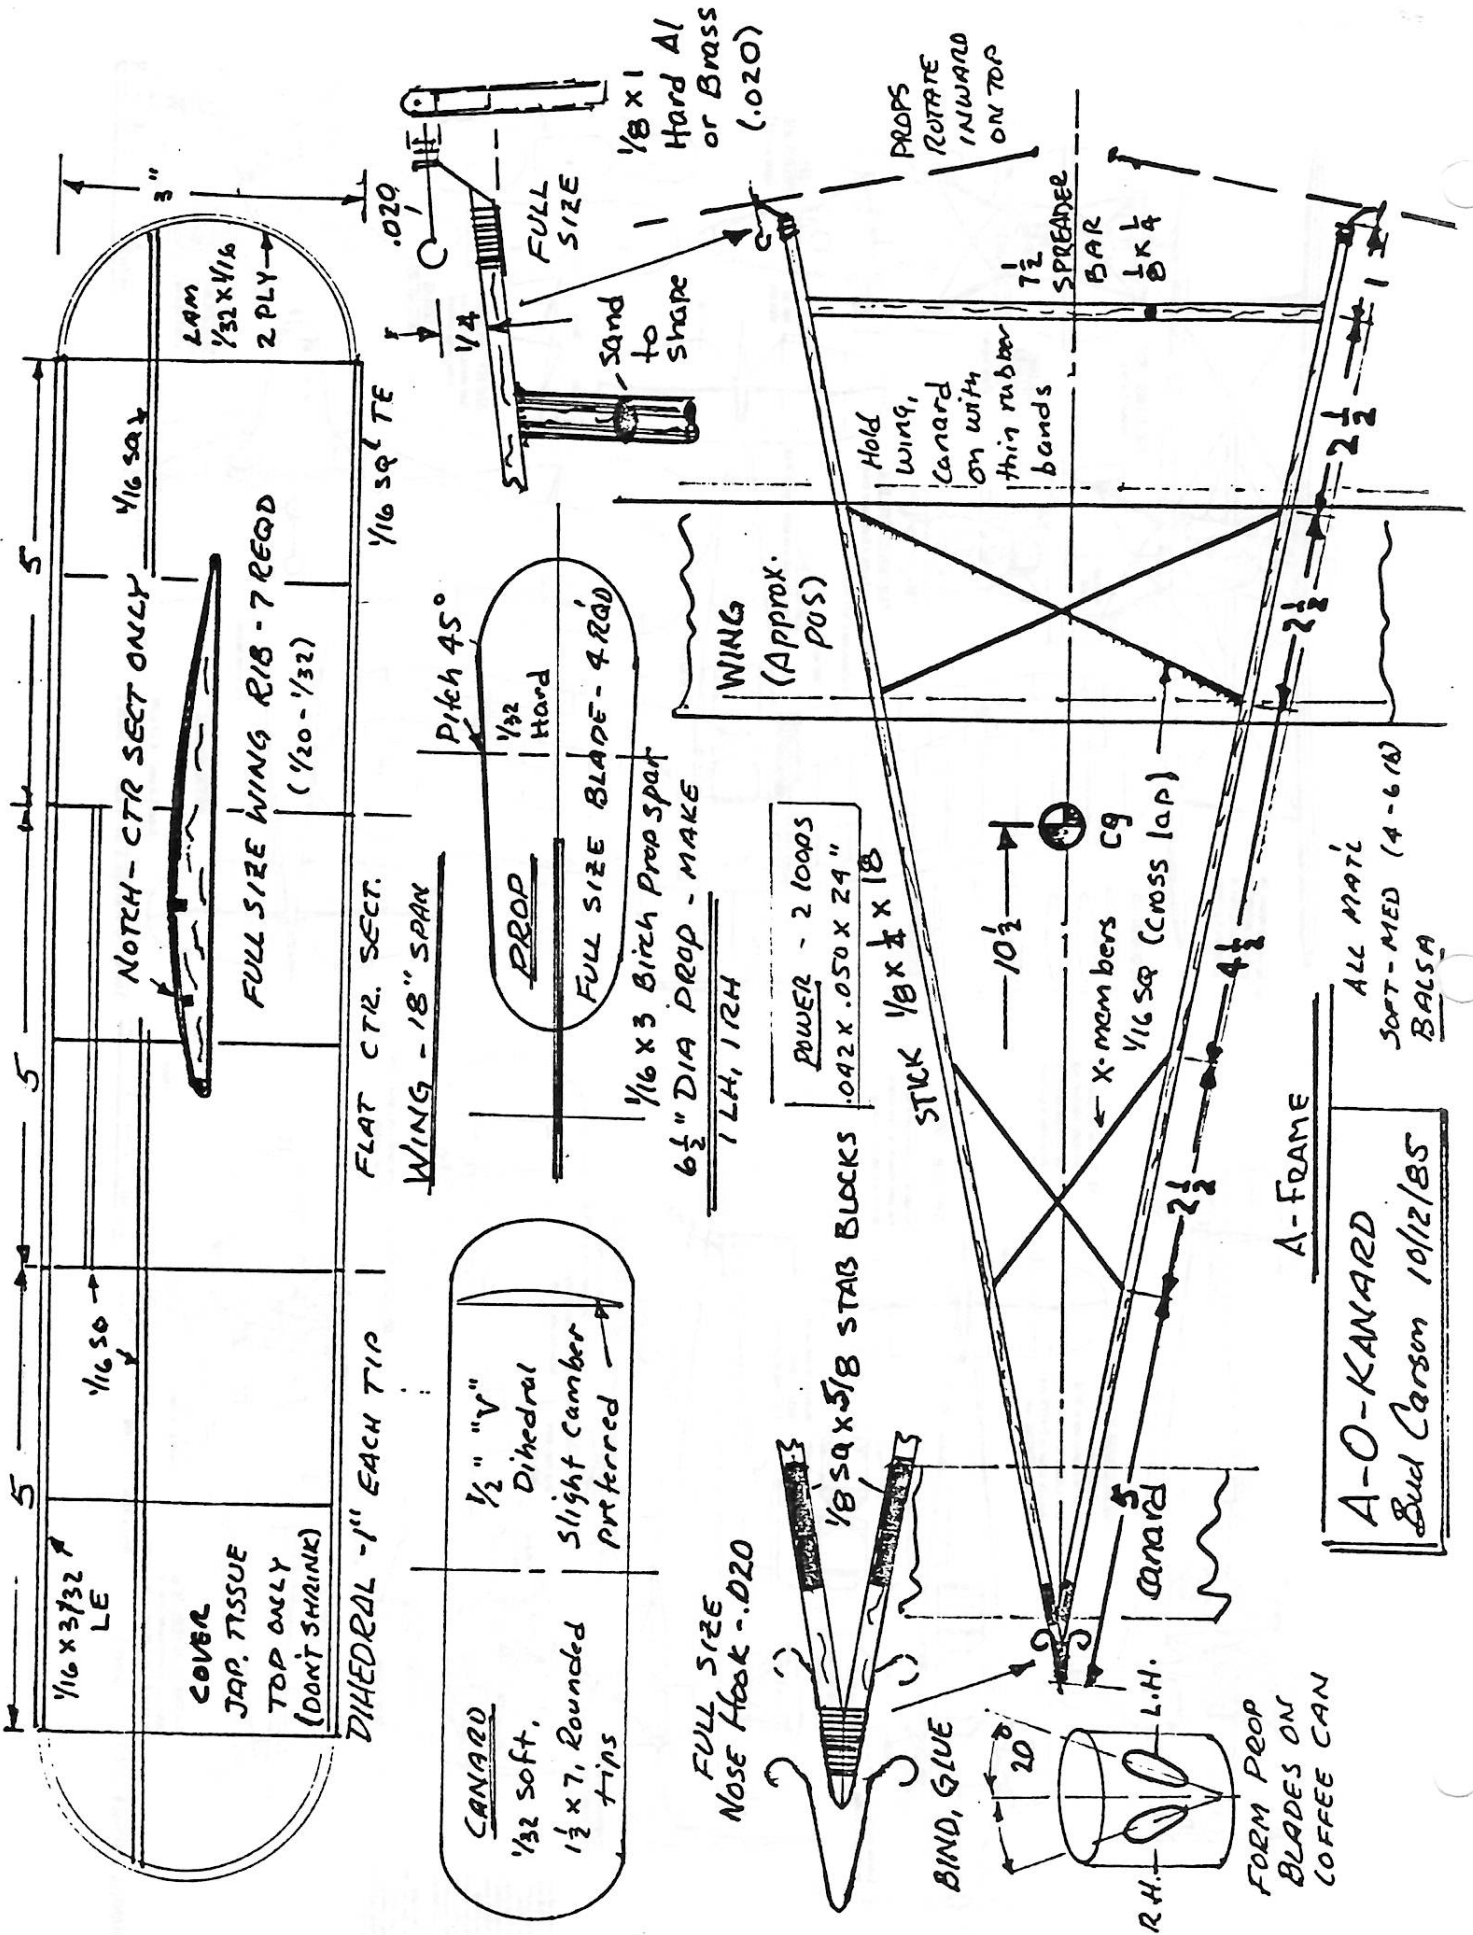 5
5
5
1/16 X 3/32
LE
1/16 SQ
1/16 SQ
NOTCH - CTR SECT ONLY
LAM
1/32 X 1/16
2 PLY
3"
COVER
JAP. TISSUE
TOP ONLY
(DON'T SHRINK)
FULL SIZE WING RIB - 7 REQD
(1/20 - 1/32)
1/16 SQ TE
DIHEDRAL - 1" EACH TIP
FLAT CTR. SECT.
WING - 18" SPAN
CANARD
1/32 Soft.
1 1/2 x 7, Rounded
tips
1/2" "V"
Dihedral
Slight Camber
preferred
PROP
Pitch 45°
1/32
Hard
FULL SIZE BLADE - 4 RQD
1/16 X 3 Birch Prop spar
6 1/2" DIA PROP - MAKE
1 LH, 1 RH
.020
1/4
FULL
SIZE
sand
to
shape
1/8 X 1
Hard Al
or Brass
(.020)
FULL SIZE
NOSE Hook - .020
1/8 SQ X 5/8 STAB BLOCKS
BIND, GLUE
POWER - 2 loops
.042 X .050 X 24"
STICK 1/8 X 1/4 X 18
WING
(Approx.
POS)
Hold
wing,
Canard
on with
thin rubber
bands
7 1/2
SPREADER
BAR
1/8 X 1/4
PROPS
ROTATE
INWARD
ON TOP
10 1/2
Cg
X-members
1/16 SQ (Cross lap)
Canard
5
2 1/2
4 1/2
2 1/2
2 1/2
1
20°
R.H.
L.H.
FORM PROP
BLADES ON
COFFEE CAN
A-FRAME
ALL MAT'L
SOFT-MED (4-6 lb)
BALSA
A-O-KANARD
Bud Carson 10/12/85